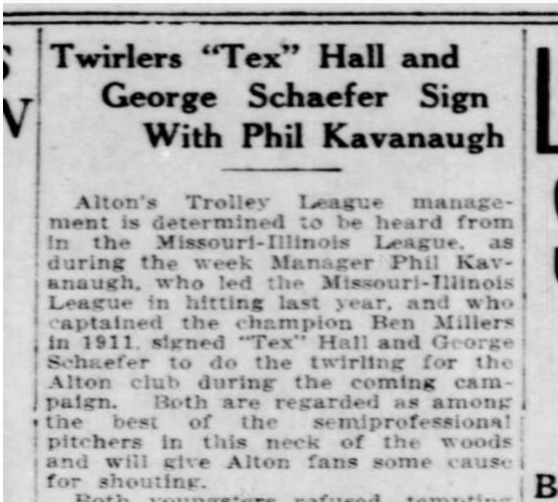 Twirlers "Tex" Hall and
George Schaefer Sign
With Phil Kavanaugh
Alton's Trolley League manage-
ment is determined to be heard from
in the Missouri-Illinois League, as
during the week Manager Phil Kav-
anaugh, who led the Missouri-Illinois
League in hitting last year, and who
captained the champion Ben Millers
in 1911, signed "Tex" Hall and George
Schaefer to do the twirling for the
Alton club during the coming cam-
paign. Both are regarded as among
the best of the semiprofessional
pitchers in this neck of the woods
and will give Alton fans some cause
for shouting.
Both youngsters refused tempting